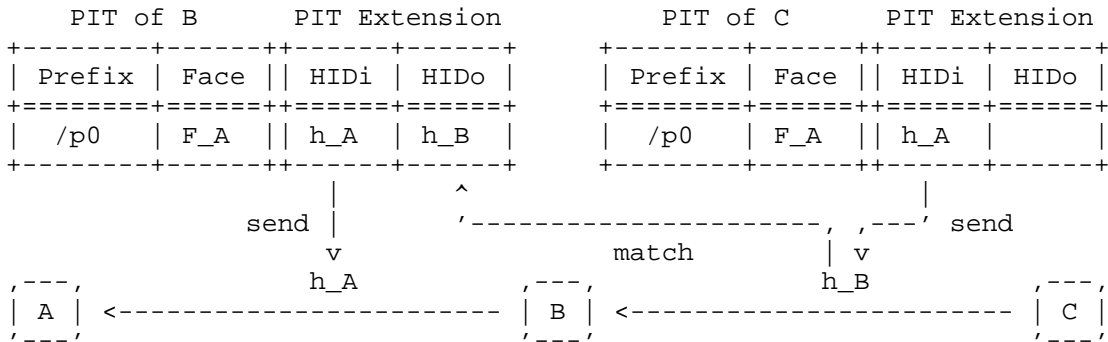 PIT of B PIT Extension PIT of C PIT Extension
+--------+------++------+------+ +--------+------++------+------+
| Prefix | Face || HIDi | HIDo | | Prefix | Face || HIDi | HIDo |
+========+======++======+======+ +========+======++======+======+
| /p0 | F_A || h_A | h_B | | /p0 | F_A || h_A | |
+--------+------++------+------+ +--------+------++------+------+
| ^ |
send | '----------------------, ,---' send
v match | v
,---, h_A ,---, h_B ,---,
| A | <------------------------ | B | <------------------------- | C |
'---' '---' '---'